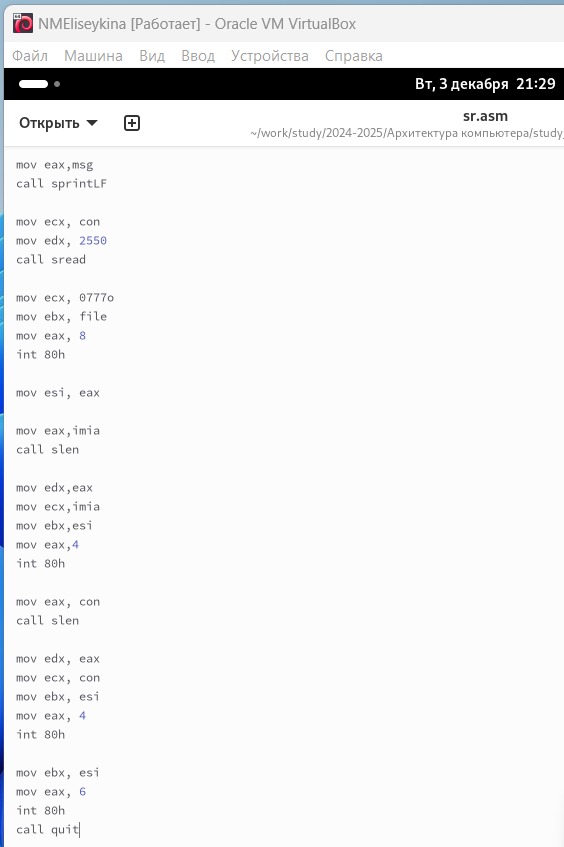 NMEliseykina [Работает] - Oracle VM VirtualBox
Файл Машина Вид Ввод Устройства Справка
Вт, 3 декабря 21:29
Открыть
sr.asm
~/work/study/2024-2025/Архитектура компьютера/study_
mov eax,msg
call sprintLF
mov ecx, con
mov edx, 2550
call sread
mov ecx, 0777o
mov ebx, file
mov eax, 8
int 80h
mov esi, eax
mov eax,imia
call slen
mov edx,eax
mov ecx,imia
mov ebx,esi
mov eax,4
int 80h
mov eax, con
call slen
mov edx, eax
mov ecx, con
mov ebx, esi
mov eax, 4
int 80h
mov ebx, esi
mov eax, 6
int 80h
call quit